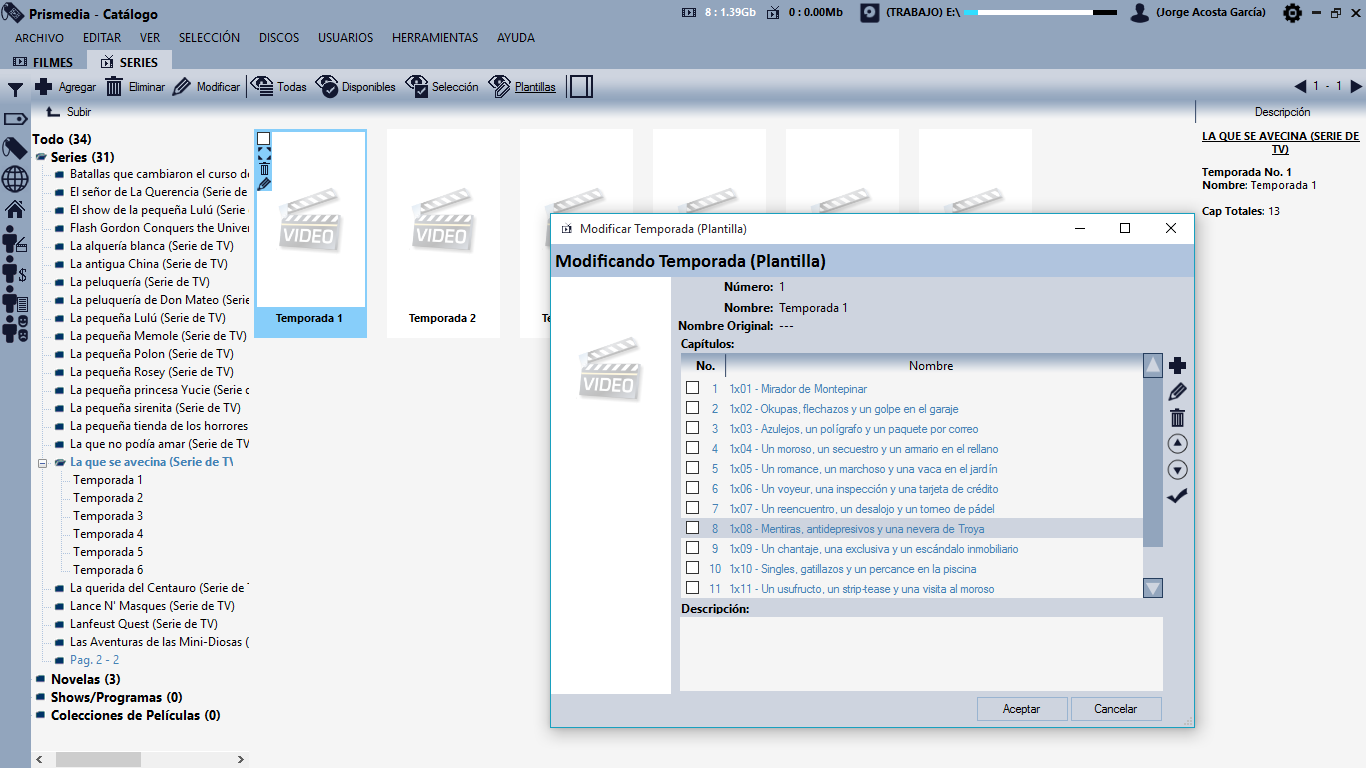 Prismedia - Catálogo
8 : 1.39Gb
0 : 0.00Mb
(TRABAJO) E:\
(Jorge Acosta García)
ARCHIVO EDITAR VER SELECCIÓN DISCOS USUARIOS HERRAMIENTAS AYUDA
FILMES SERIES
Agregar Eliminar Modificar Todas Disponibles Selección Plantillas
1 - 1
Subir
Todo (34)
Series (31)
Batallas que cambiaron el curso de
El señor de La Querencia (Serie de
El show de la pequeña Lulú (Serie
Flash Gordon Conquers the Univer
La alquería blanca (Serie de TV)
La antigua China (Serie de TV)
La peluquería (Serie de TV)
La peluquería de Don Mateo (Serie
La pequeña Lulú (Serie de TV)
La pequeña Memole (Serie de TV)
La pequeña Polon (Serie de TV)
La pequeña Rosey (Serie de TV)
La pequeña princesa Yucie (Serie d
La pequeña sirenita (Serie de TV)
La pequeña tienda de los horrores
La que no podía amar (Serie de TV
La que se avecina (Serie de TV
Temporada 1
Temporada 2
Temporada 3
Temporada 4
Temporada 5
Temporada 6
La querida del Centauro (Serie de
Lance N' Masques (Serie de TV)
Lanfeust Quest (Serie de TV)
Las Aventuras de las Mini-Diosas (
Pag. 2 - 2
Novelas (3)
Shows/Programas (0)
Colecciones de Películas (0)
VIDEO
Temporada 1
VIDEO
Temporada 2
Te
Descripción
LA QUE SE AVECINA (SERIE DE
TV)
Temporada No. 1
Nombre: Temporada 1
Cap Totales: 13
Modificar Temporada (Plantilla)
Modificando Temporada (Plantilla)
VIDEO
Número: 1
Nombre: Temporada 1
Nombre Original: ---
Capítulos:
No. Nombre
1 1x01 - Mirador de Montepinar
2 1x02 - Okupas, flechazos y un golpe en el garaje
3 1x03 - Azulejos, un polígrafo y un paquete por correo
4 1x04 - Un moroso, un secuestro y un armario en el rellano
5 1x05 - Un romance, un marchoso y una vaca en el jardín
6 1x06 - Un voyeur, una inspección y una tarjeta de crédito
7 1x07 - Un reencuentro, un desalojo y un torneo de pádel
8 1x08 - Mentiras, antidepresivos y una nevera de Troya
9 1x09 - Un chantaje, una exclusiva y un escándalo inmobiliario
10 1x10 - Singles, gatillazos y un percance en la piscina
11 1x11 - Un usufructo, un strip-tease y una visita al moroso
Descripción:
Aceptar Cancelar